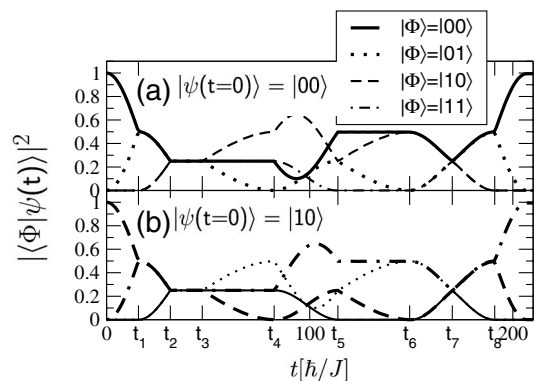 |Φ⟩=|00⟩
|Φ⟩=|01⟩
|Φ⟩=|10⟩
|Φ⟩=|11⟩
1
0.8
0.6
0.4
0.2
0
(a) |ψ(t=0)⟩ = |00⟩
|⟨Φ|ψ(t)⟩|²
1
0.8
0.6
0.4
0.2
0
(b) |ψ(t=0)⟩ = |10⟩
0 t₁ t₂ t₃ t₄ 100 t₅ t₆ t₇ t₈ 200
t[ħ/J]